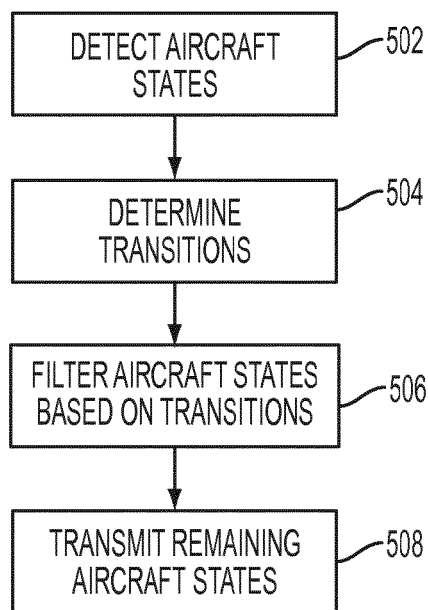 DETECT AIRCRAFT
STATES
502
DETERMINE
TRANSITIONS
504
FILTER AIRCRAFT STATES
BASED ON TRANSITIONS
506
TRANSMIT REMAINING
AIRCRAFT STATES
508